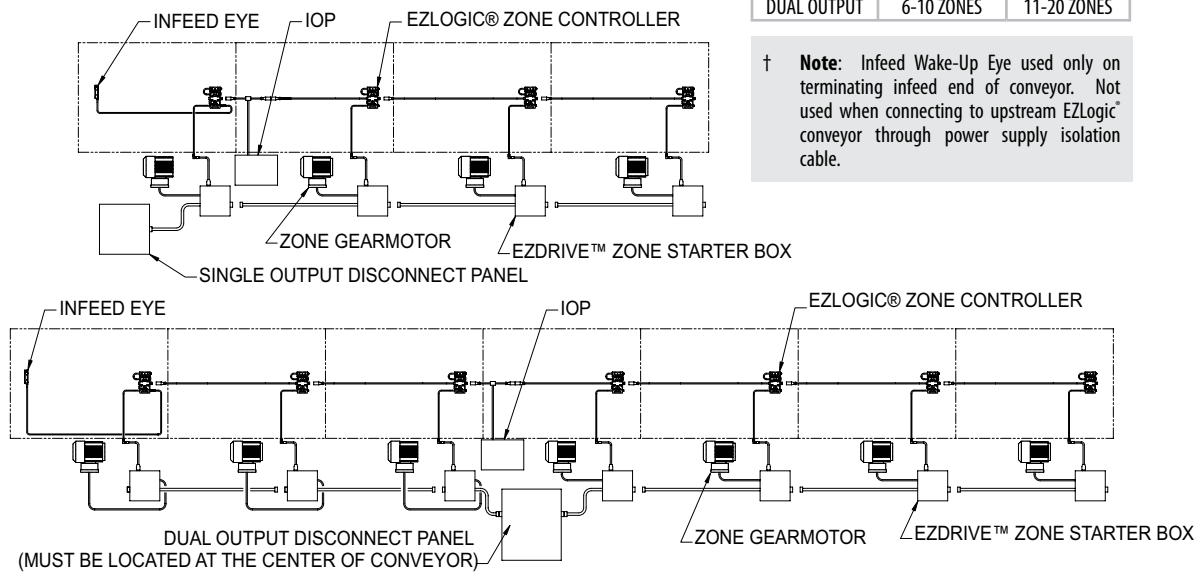 DUAL OUTPUT 6-10 ZONES 11-20 ZONES
† Note: Infeed Wake-Up Eye used only on
terminating infeed end of conveyor. Not
used when connecting to upstream EZLogic®
conveyor through power supply isolation
cable.
INFEED EYE
IOP
EZLOGIC® ZONE CONTROLLER
ZONE GEARMOTOR
EZDRIVE™ ZONE STARTER BOX
SINGLE OUTPUT DISCONNECT PANEL
INFEED EYE
IOP
EZLOGIC® ZONE CONTROLLER
DUAL OUTPUT DISCONNECT PANEL
(MUST BE LOCATED AT THE CENTER OF CONVEYOR)
ZONE GEARMOTOR
EZDRIVE™ ZONE STARTER BOX